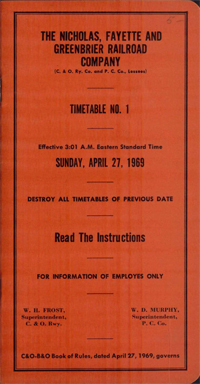 THE NICHOLAS, FAYETTE AND
GREENBRIER RAILROAD
COMPANY
(C. & O. Ry. Co. and P. C. Co., Lessees)
TIMETABLE NO. 1
Effective 2:01 A.M. Eastern Standard Time
SUNDAY, APRIL 27, 1969
DESTROY ALL TIMETABLES OF PREVIOUS DATE
Read The Instructions
FOR INFORMATION OF EMPLOYES ONLY
W. H. FROST,
Superintendent,
C. & O. Rwy.
W. D. MURPHY,
Superintendent,
P. C. Co.
C&O-B&O Book of Rules, dated April 27, 1969, governs